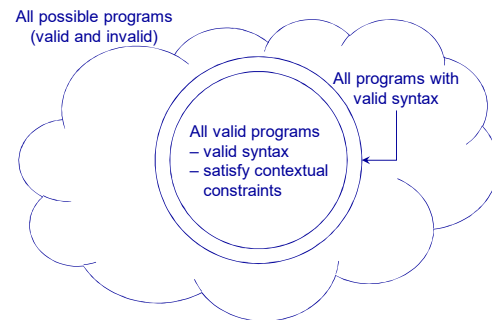 All possible programs
(valid and invalid)
All programs with
valid syntax
All valid programs
– valid syntax
– satisfy contextual
constraints